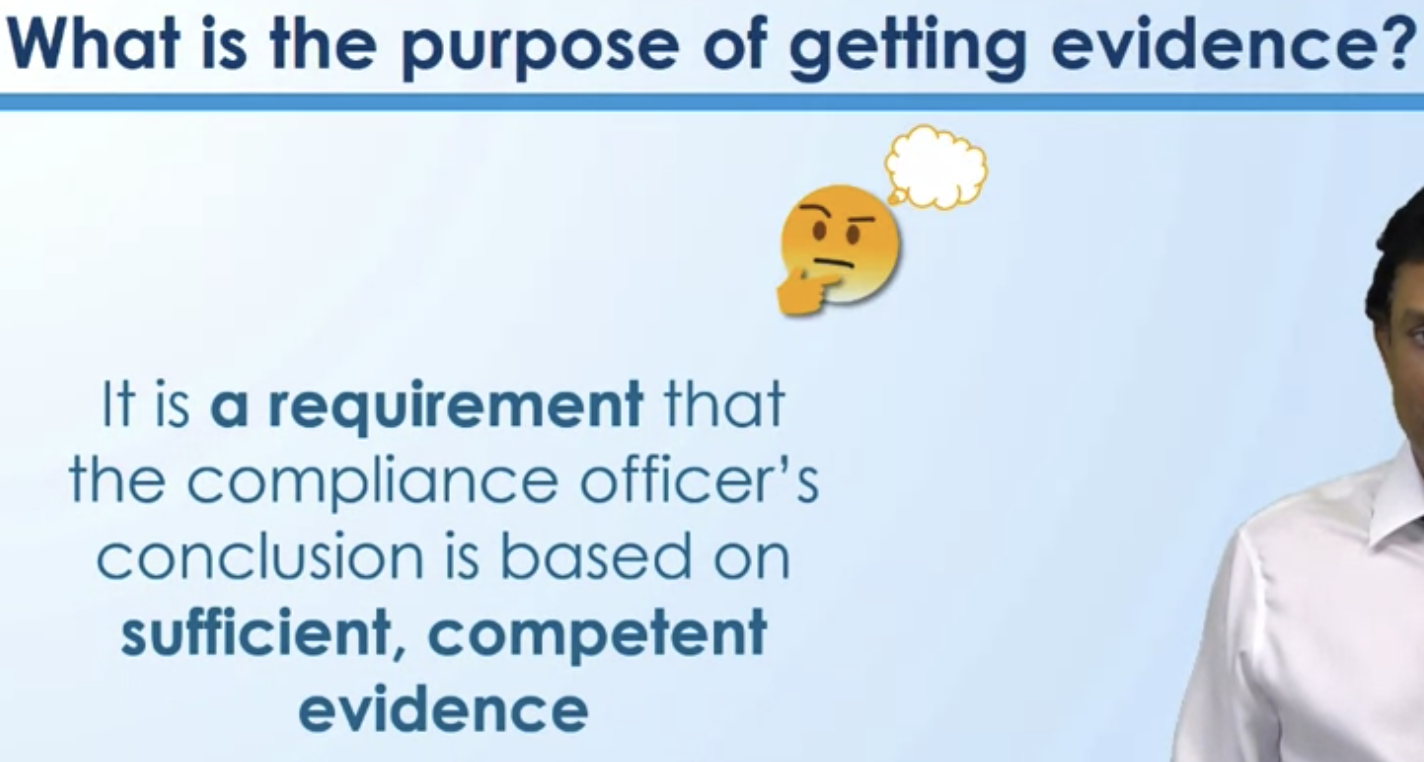 What is the purpose of getting evidence?
It is a requirement that
the compliance officer's
conclusion is based on
sufficient, competent
evidence